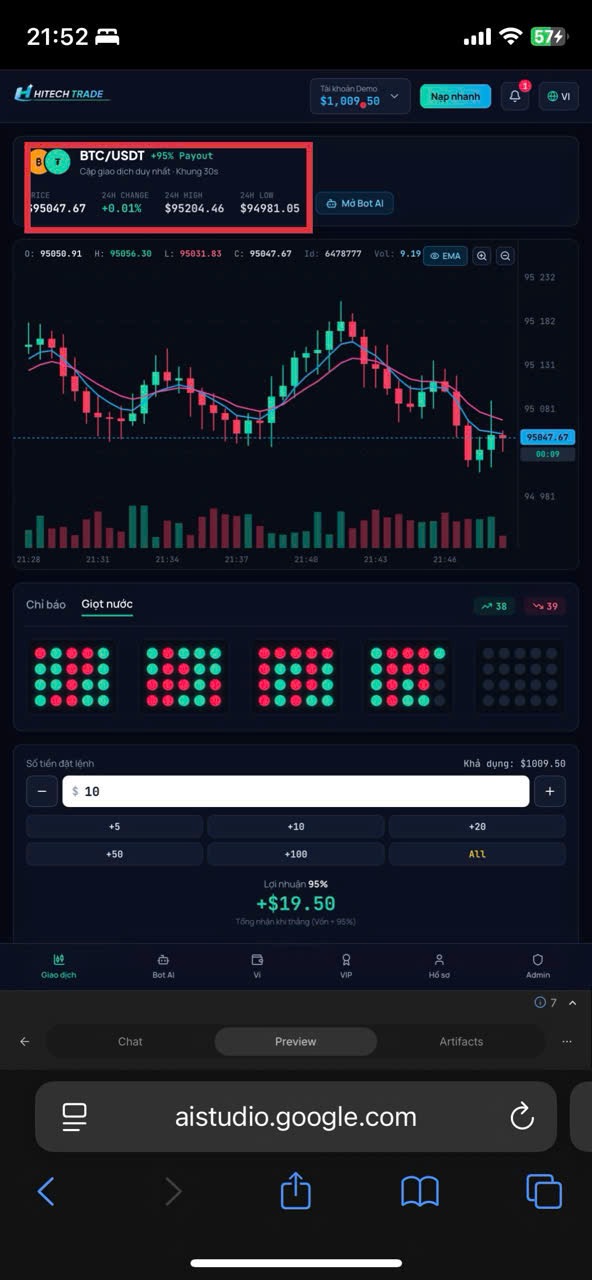 21:52
57
HITECH TRADE
Tài khoản Demo
$1,009.50
Nạp nhanh
1
VI
BTC/USDT +95% Payout
Cặp giao dịch duy nhất · Khung 30s
RICE 24H CHANGE 24H HIGH 24H LOW
$95047.67 +0.01% $95204.46 $94981.05
Mở Bot AI
O: 95050.91 H: 95056.30 L: 95031.83 C: 95047.67 Id: 6478777 Vol: 9.19
EMA
95 232
95 182
95 131
95 081
95047.67
00:09
94 981
21:28 21:31 21:34 21:37 21:40 21:43 21:46
Chỉ báo Giọt nước 38 39
Số tiền đặt lệnh Khả dụng: $1009.50
− $ 10 +
+5 +10 +20
+50 +100 All
Lợi nhuận 95%
+$19.50
Tổng nhận khi thắng (Vốn + 95%)
Giao dịch Bot AI Ví VIP Hồ sơ Admin
7
Chat Preview Artifacts
aistudio.google.com